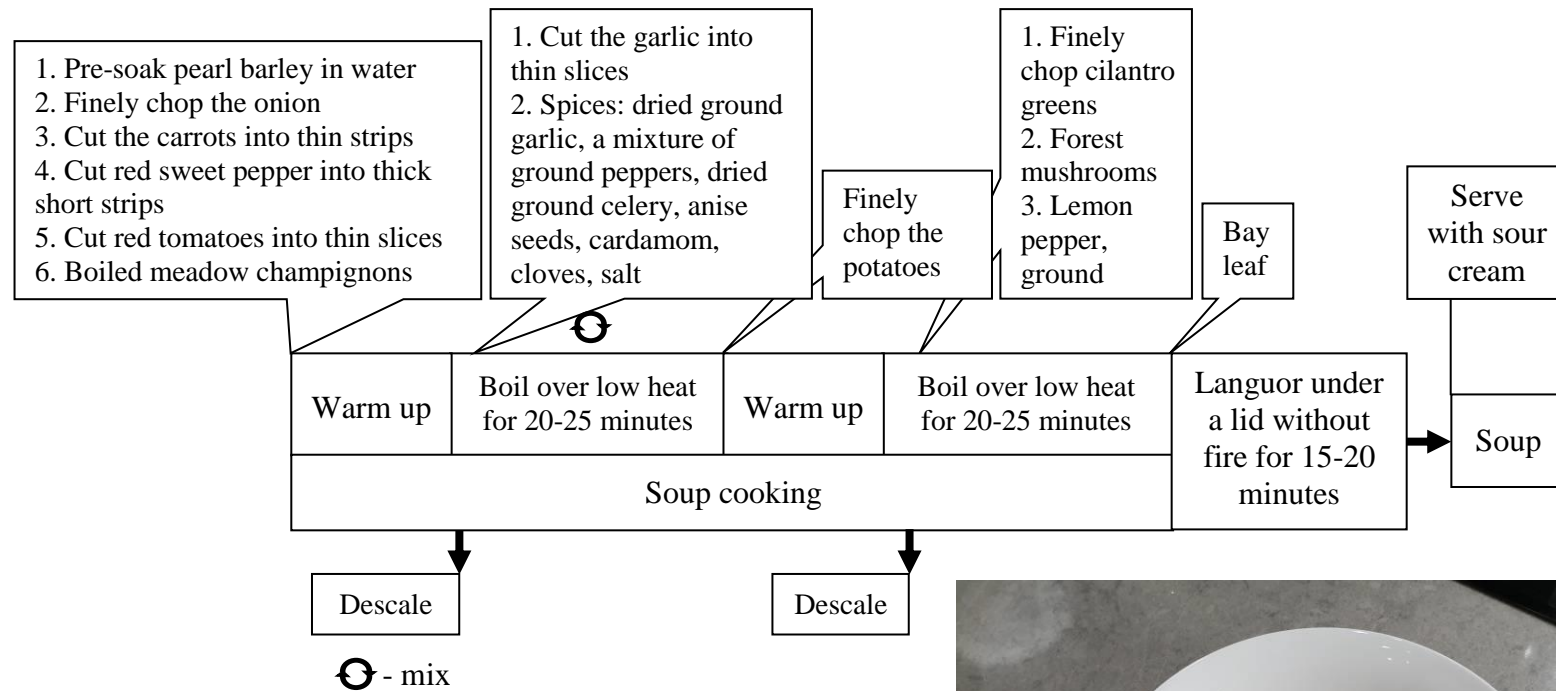 1. Pre-soak pearl barley in water
2. Finely chop the onion
3. Cut the carrots into thin strips
4. Cut red sweet pepper into thick
short strips
5. Cut red tomatoes into thin slices
6. Boiled meadow champignons
1. Cut the garlic into
thin slices
2. Spices: dried ground
garlic, a mixture of
ground peppers, dried
ground celery, anise
seeds, cardamom,
cloves, salt
Finely
chop the
potatoes
1. Finely
chop cilantro
greens
2. Forest
mushrooms
3. Lemon
pepper,
ground
Bay
leaf
Serve
with sour
cream
Warm up
Boil over low heat
for 20-25 minutes
Warm up
Boil over low heat
for 20-25 minutes
Languor under
a lid without
fire for 15-20
minutes
Soup
Soup cooking
Descale
Descale
- mix